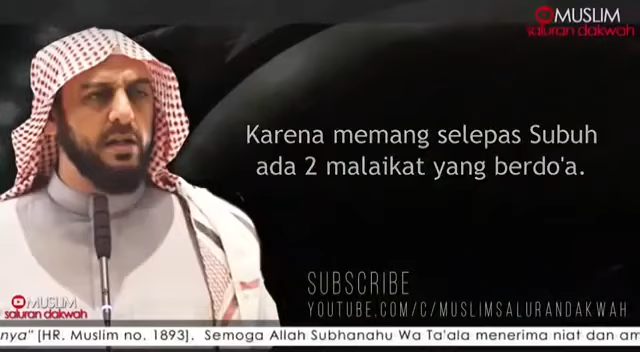 MUSLIM
saluran dakwah
Karena memang selepas Subuh
ada 2 malaikat yang berdo'a.
SUBSCRIBE
YOUTUBE.COM/C/MUSLIMSALURANDAKWAH
MUSLIM
saluran dakwah
nya" [HR. Muslim no. 1893]. Semoga Allah Subhanahu Wa Ta'ala menerima niat dan am